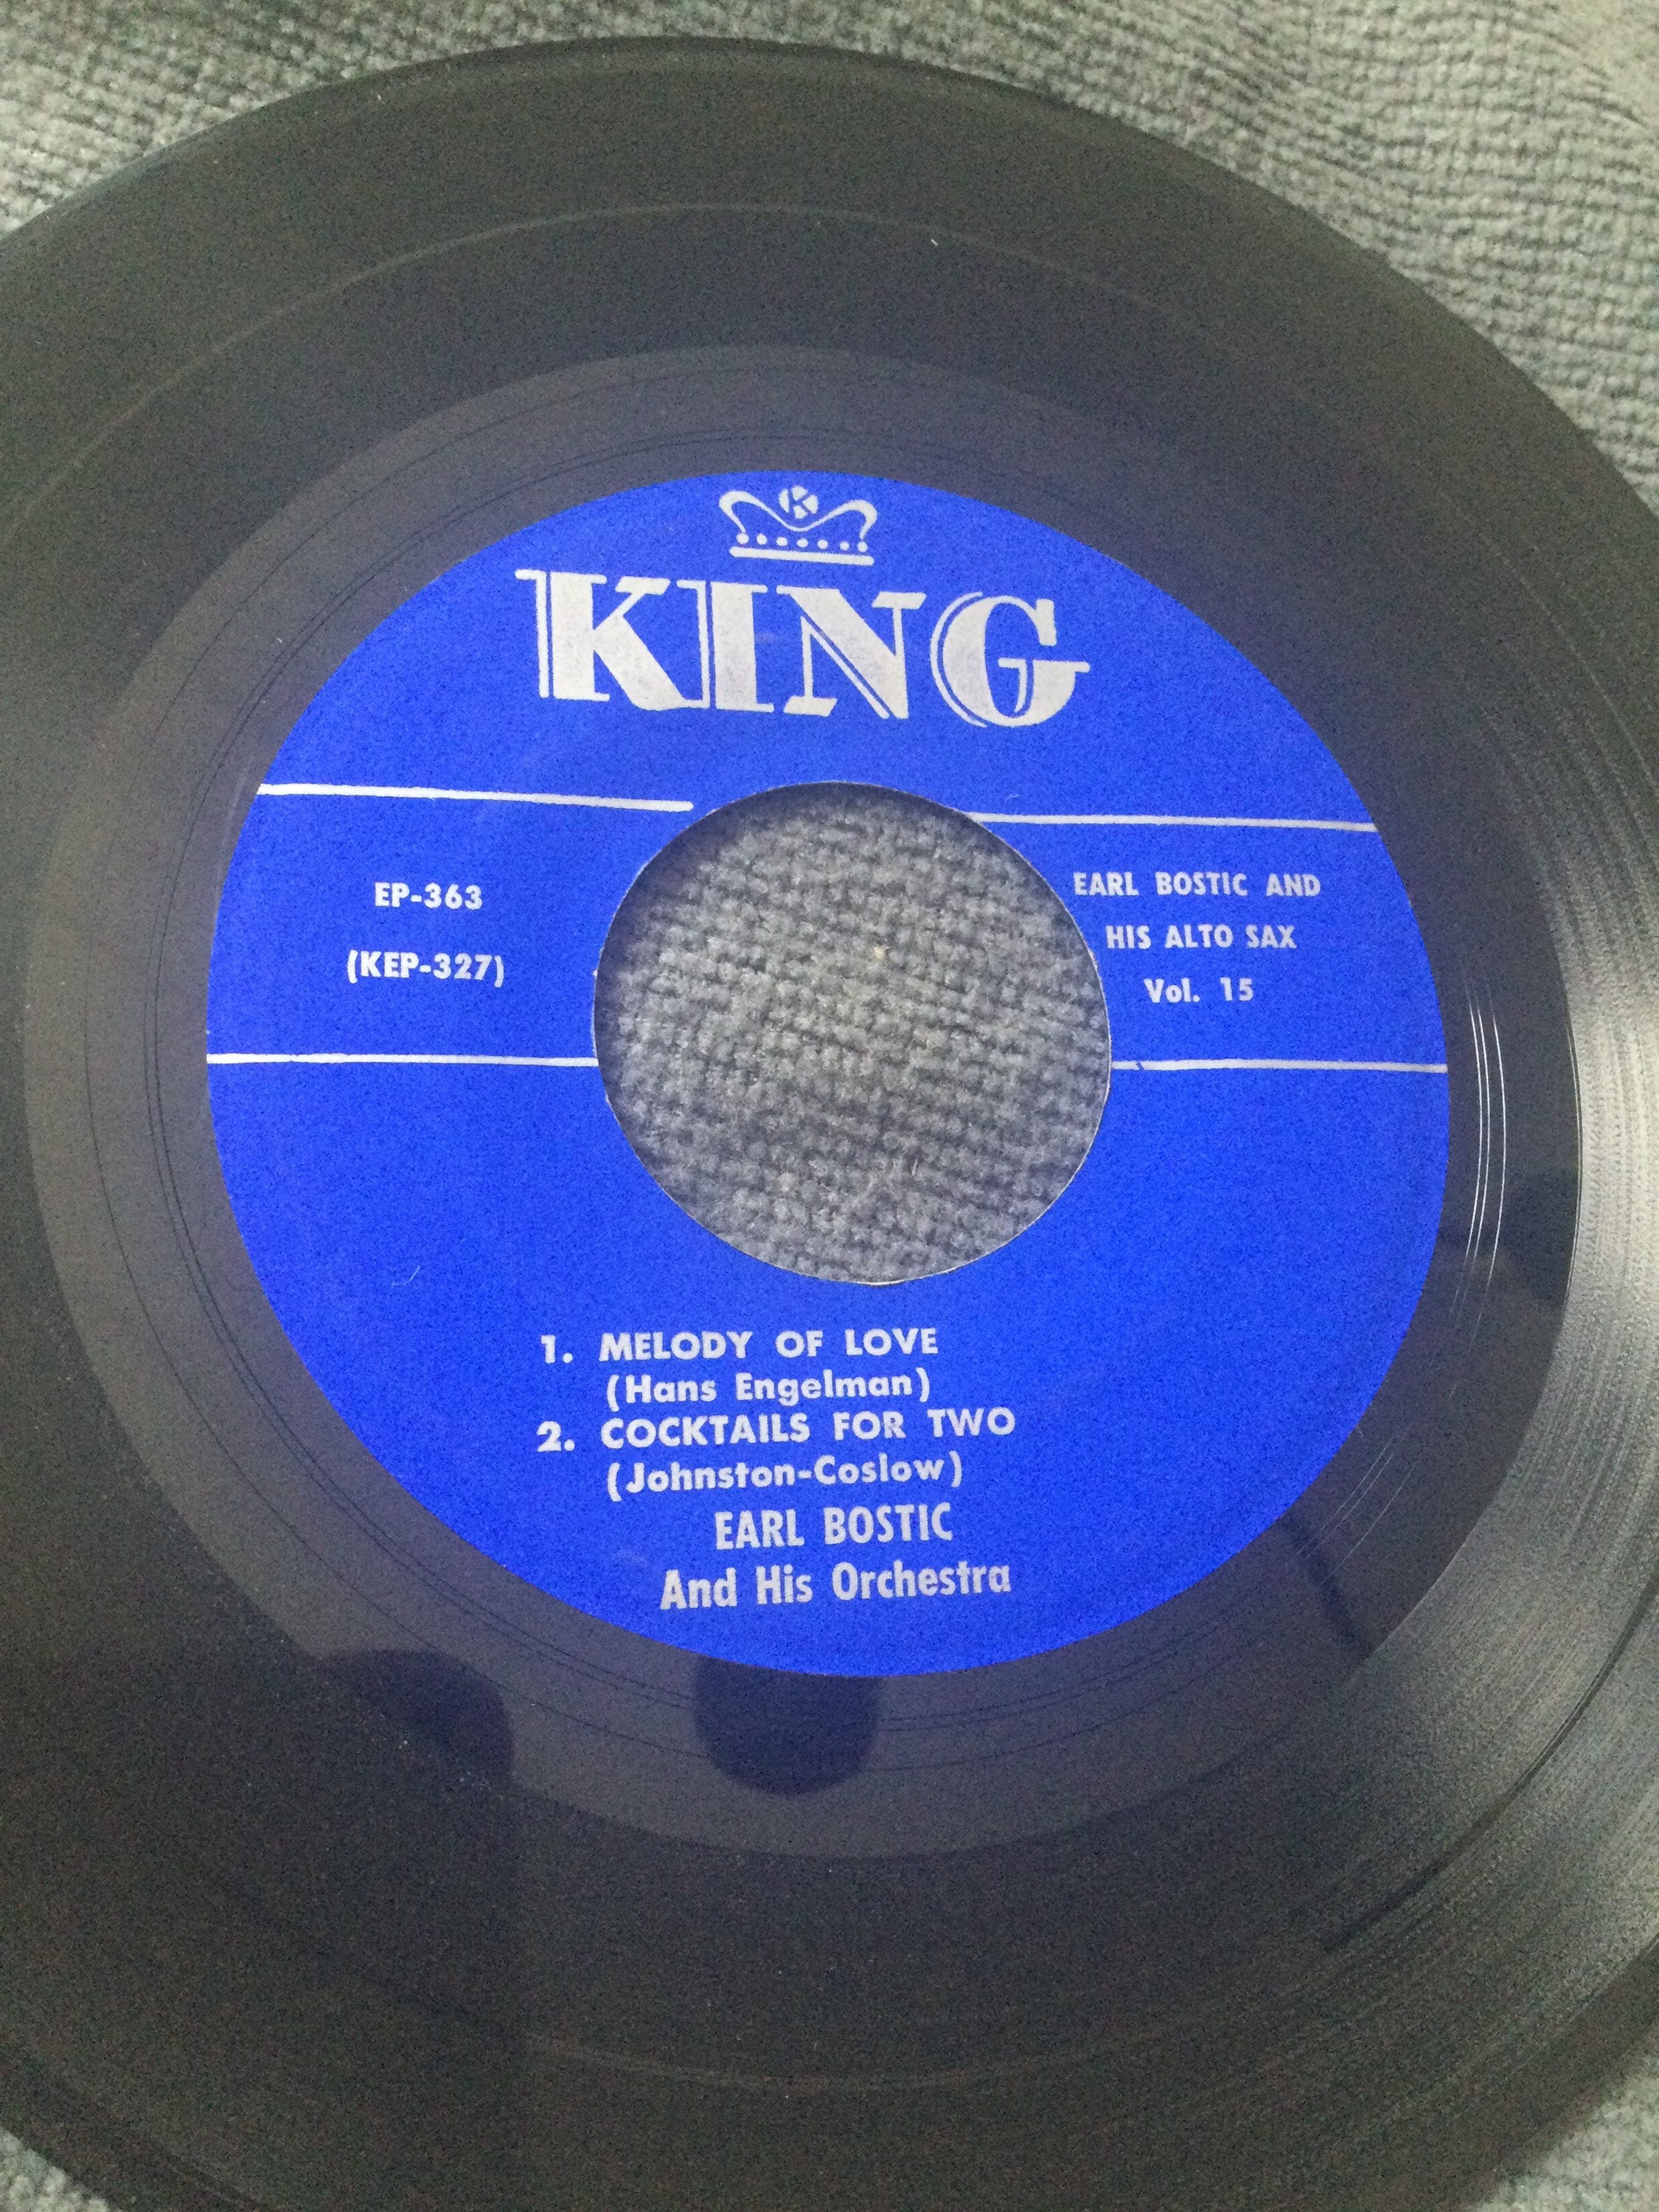 K
KING
EP-363
(KEP-327)
EARL BOSTIC AND
HIS ALTO SAX
Vol. 15
1. MELODY OF LOVE
(Hans Engelman)
2. COCKTAILS FOR TWO
(Johnston-Coslow)
EARL BOSTIC
And His Orchestra